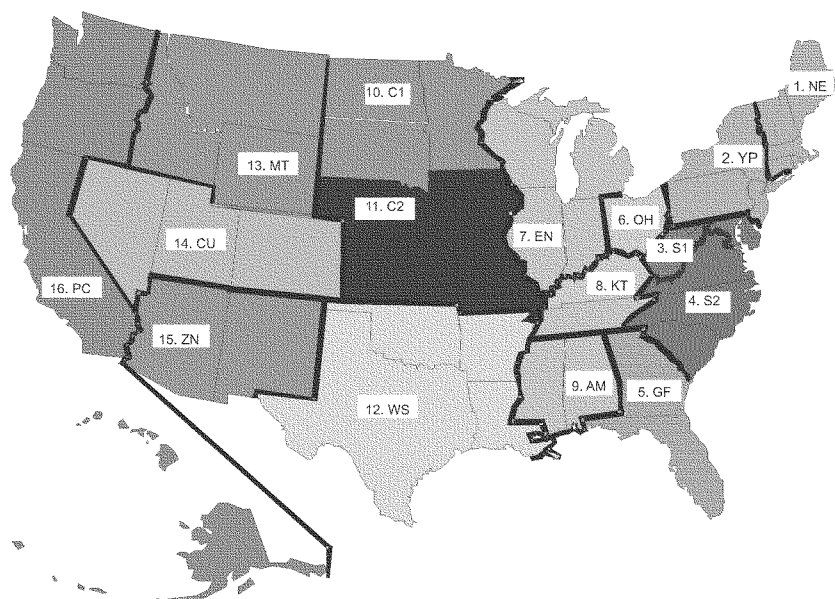 1. NE
2. YP
3. S1
4. S2
5. GF
6. OH
7. EN
8. KT
9. AM
10. C1
11. C2
12. WS
13. MT
14. CU
15. ZN
16. PC